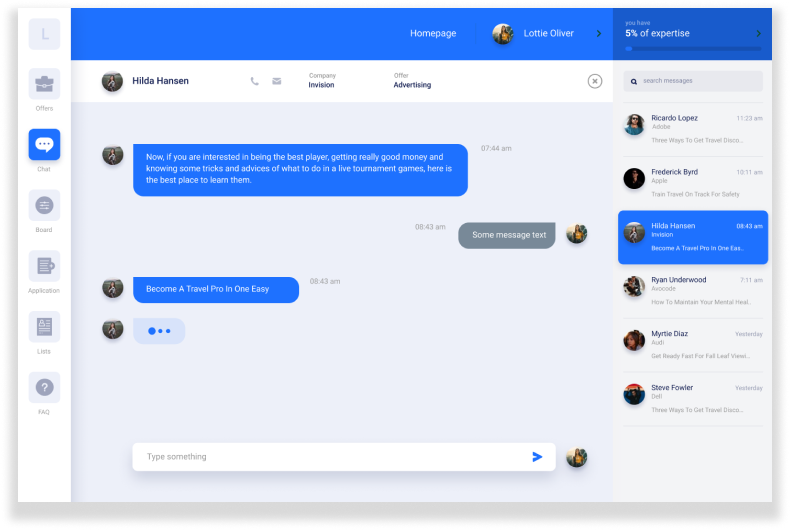 L
Offers
Chat
Board
Application
Lists
FAQ
Homepage
Lottie Oliver
Hilda Hansen
Company
Invision
Offer
Advertising
Now, if you are interested in being the best player, getting really good money and
knowing some tricks and advices of what to do in a live tournament games, here is
the best place to learn them.
07:44 am
08:43 am
Some message text
Become A Travel Pro In One Easy
08:43 am
Type something
you have
5% of expertise
search messages
Ricardo Lopez
11:23 am
Adobe
Three Ways To Get Travel Disco..
Frederick Byrd
10:11 am
Apple
Train Travel On Track For Safety
Hilda Hansen
08:43 am
Invision
Become A Travel Pro In One Eas..
Ryan Underwood
7:11 am
Avocode
How To Maintain Your Mental Heal..
Myrtie Diaz
Yesterday
Audi
Get Ready Fast For Fall Leaf Viewi..
Steve Fowler
Yesterday
Dell
Three Ways To Get Travel Disco..